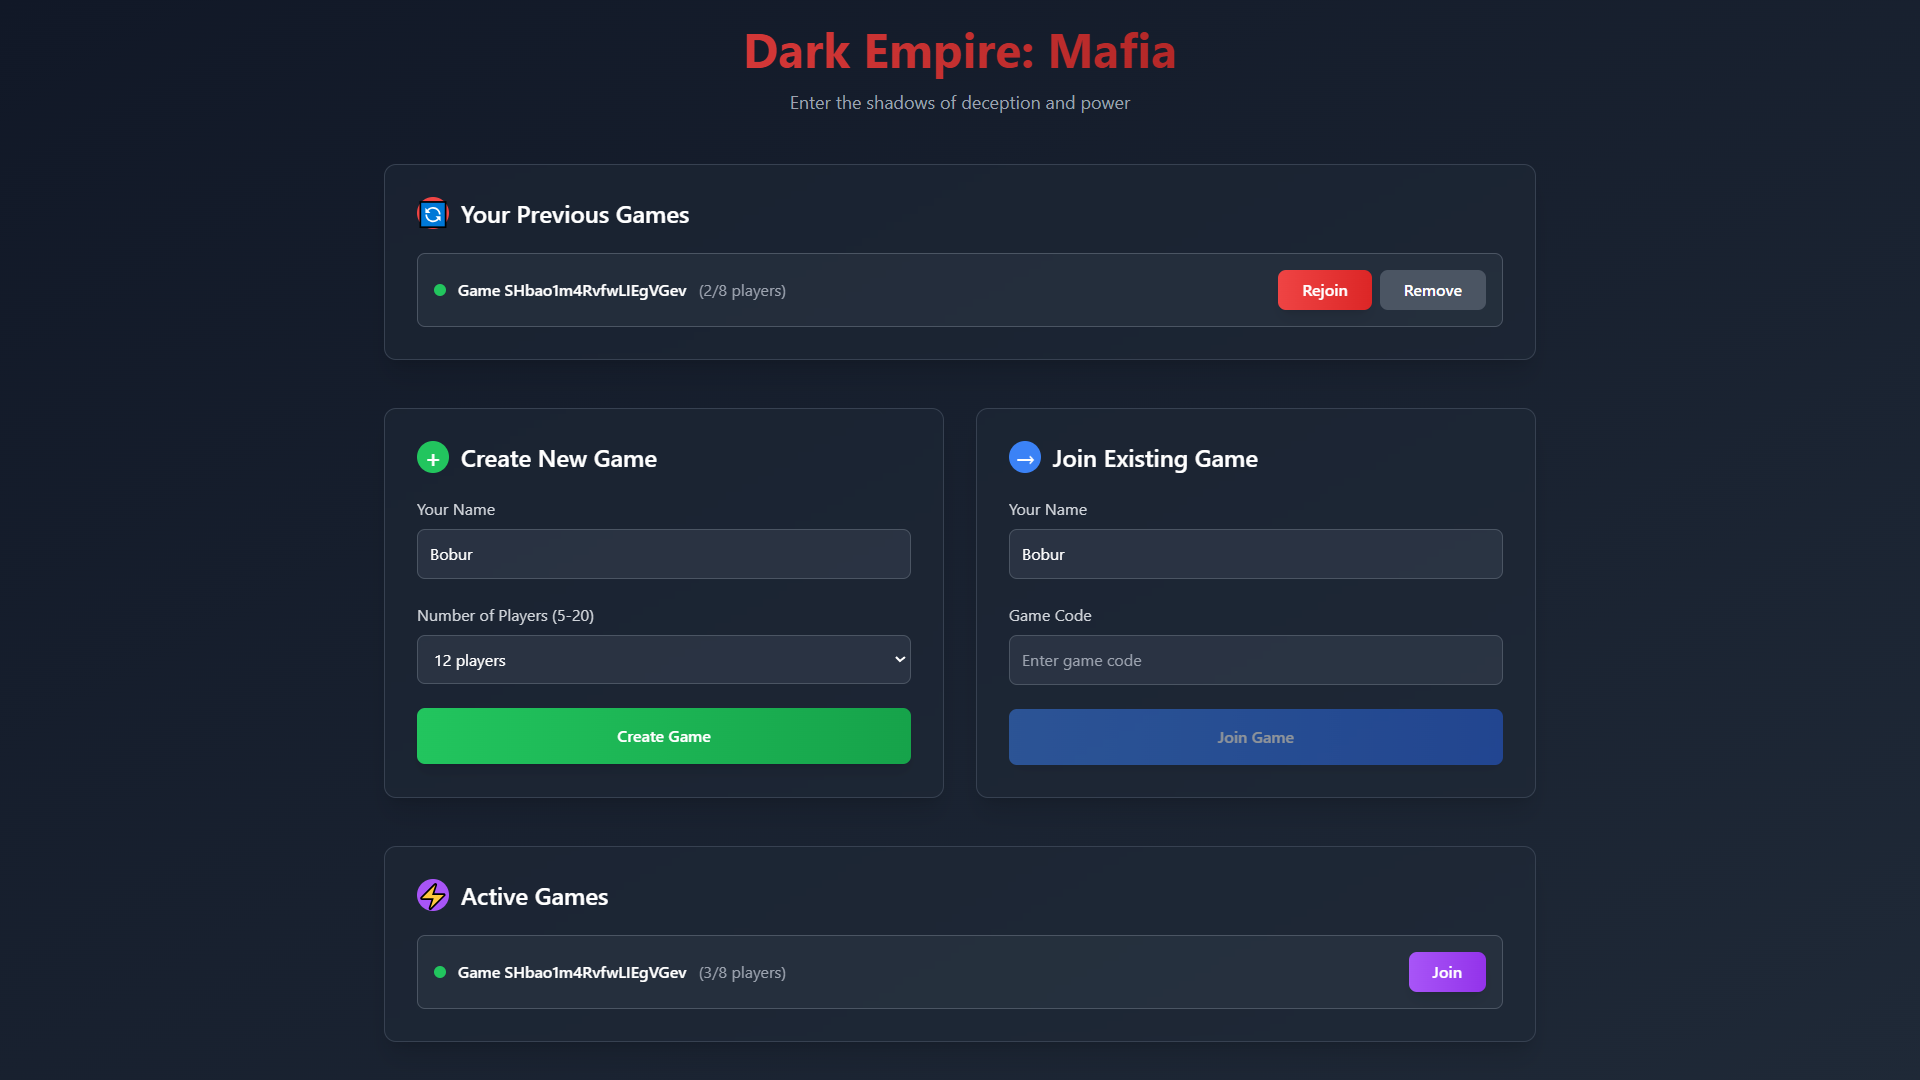 Dark Empire: Mafia
Enter the shadows of deception and power
Your Previous Games
Game SHbao1m4RvfwLIEgVGev (2/8 players)
Rejoin
Remove
+ Create New Game
Your Name
Bobur
Number of Players (5-20)
12 players
Create Game
→ Join Existing Game
Your Name
Bobur
Game Code
Enter game code
Join Game
Active Games
Game SHbao1m4RvfwLIEgVGev (3/8 players)
Join